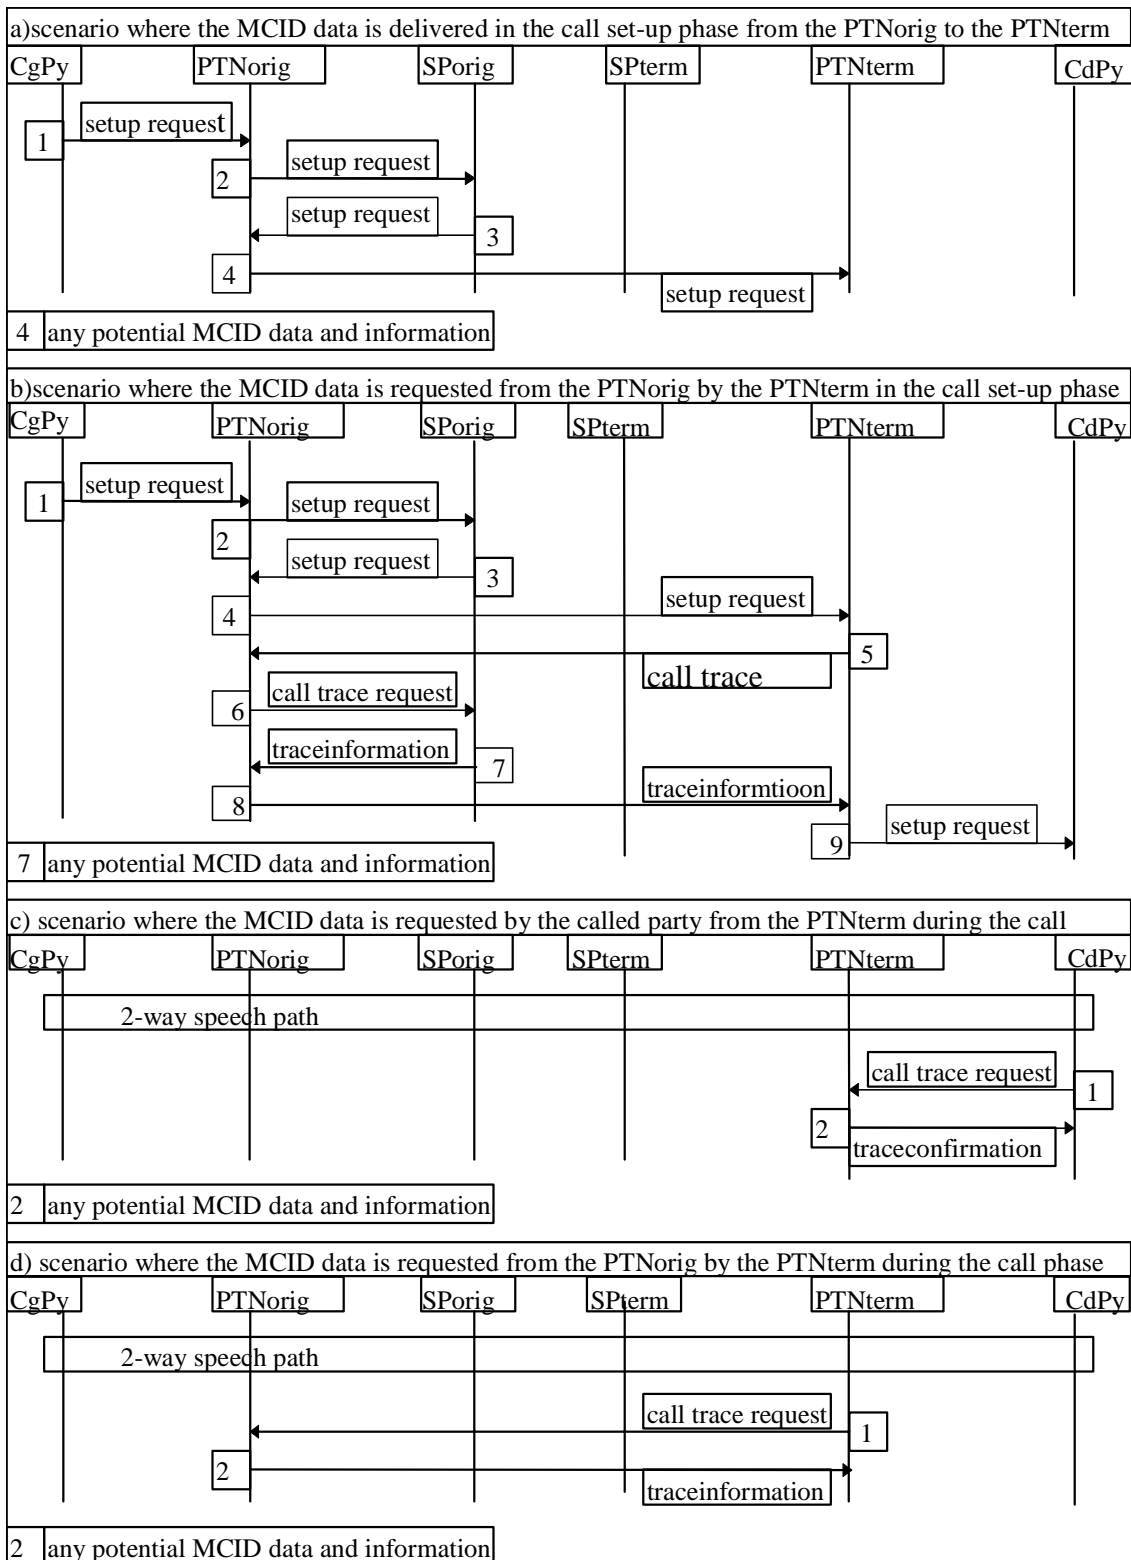 a)scenario where the MCID data is delivered in the call set-up phase from the PTNorig to the PTNterm
CgPy PTNorig SPorig SPterm PTNterm CdPy
1 setup request
2 setup request
setup request 3
4 setup request
4 any potential MCID data and information
b)scenario where the MCID data is requested from the PTNorig by the PTNterm in the call set-up phase
CgPy PTNorig SPorig SPterm PTNterm CdPy
1 setup request
2 setup request
setup request 3
4 setup request
call trace 5
6 call trace request
traceinformation 7
8 traceinformtioon
9 setup request
7 any potential MCID data and information
c) scenario where the MCID data is requested by the called party from the PTNterm during the call
CgPy PTNorig SPorig SPterm PTNterm CdPy
2-way speech path
call trace request 1
2 traceconfirmation
2 any potential MCID data and information
d) scenario where the MCID data is requested from the PTNorig by the PTNterm during the call phase
CgPy PTNorig SPorig SPterm PTNterm CdPy
2-way speech path
call trace request 1
2 traceinformation
2 any potential MCID data and information